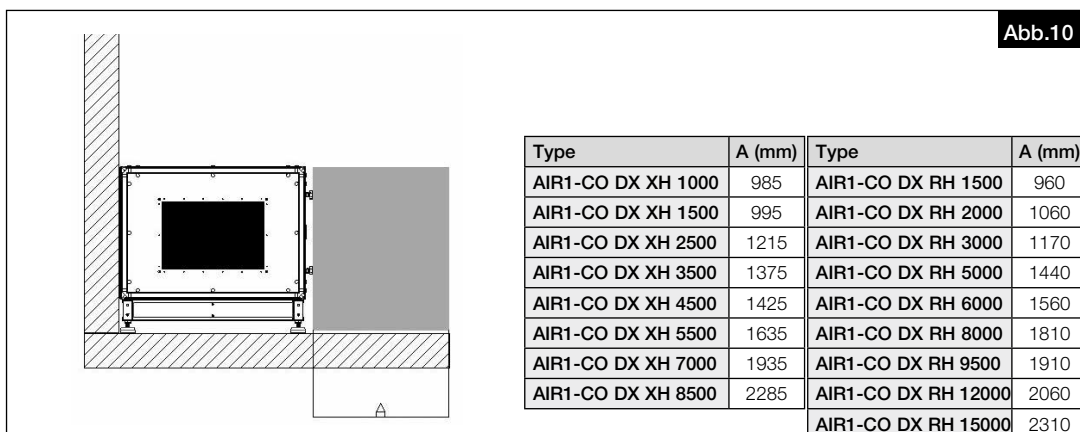 Abb.10
A
Type A (mm) Type A (mm)
AIR1-CO DX XH 1000 985 AIR1-CO DX RH 1500 960
AIR1-CO DX XH 1500 995 AIR1-CO DX RH 2000 1060
AIR1-CO DX XH 2500 1215 AIR1-CO DX RH 3000 1170
AIR1-CO DX XH 3500 1375 AIR1-CO DX RH 5000 1440
AIR1-CO DX XH 4500 1425 AIR1-CO DX RH 6000 1560
AIR1-CO DX XH 5500 1635 AIR1-CO DX RH 8000 1810
AIR1-CO DX XH 7000 1935 AIR1-CO DX RH 9500 1910
AIR1-CO DX XH 8500 2285 AIR1-CO DX RH 12000 2060
AIR1-CO DX RH 15000 2310